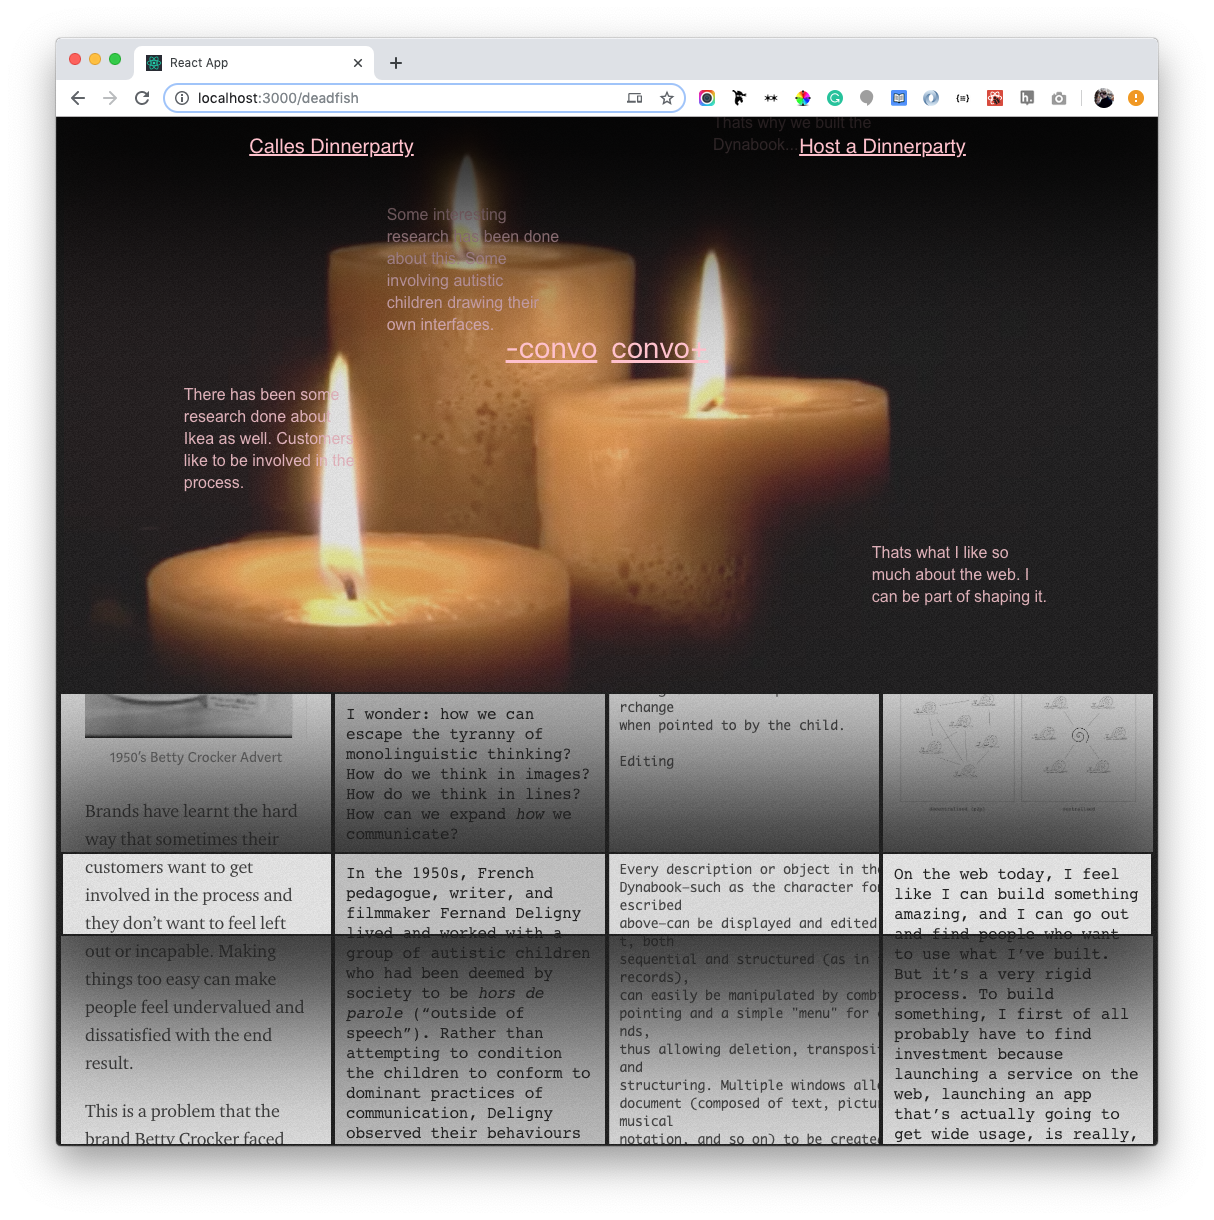 React App
localhost:3000/deadfish
Thats why we built the
Dynabook...
Calles Dinnerparty
Host a Dinnerparty
Some interesting
research has been done
about this. Some
involving autistic
children drawing their
own interfaces.
-convo convo+
There has been some
research done about
Ikea as well. Customers
like to be involved in the
process.
Thats what I like so
much about the web. I
can be part of shaping it.
1950’s Betty Crocker Advert
Brands have learnt the hard
way that sometimes their
customers want to get
involved in the process and
they don’t want to feel left
out or incapable. Making
things too easy can make
people feel undervalued and
dissatisfied with the end
result.
This is a problem that the
brand Betty Crocker faced
I wonder: how we can
escape the tyranny of
monolinguistic thinking?
How do we think in images?
How do we think in lines?
How can we expand how we
communicate?
In the 1950s, French
pedagogue, writer, and
filmmaker Fernand Deligny
lived and worked with a
group of autistic children
who had been deemed by
society to be hors de
parole (“outside of
speech”). Rather than
attempting to condition
the children to conform to
dominant practices of
communication, Deligny
observed their behaviours
rchange
when pointed to by the child.
Editing
Every description or object in the
Dynabook—such as the character fo
escribed
above—can be displayed and edited
t, both
sequential and structured (as in
records),
can easily be manipulated by comb
pointing and a simple "menu" for
nds,
thus allowing deletion, transposit
and
structuring. Multiple windows all
document (composed of text, pictu
musical
notation, and so on) to be create
On the web today, I feel
like I can build something
amazing, and I can go out
and find people who want
to use what I’ve built.
But it’s a very rigid
process. To build
something, I first of all
probably have to find
investment because
launching a service on the
web, launching an app
that’s actually going to
get wide usage, is really,